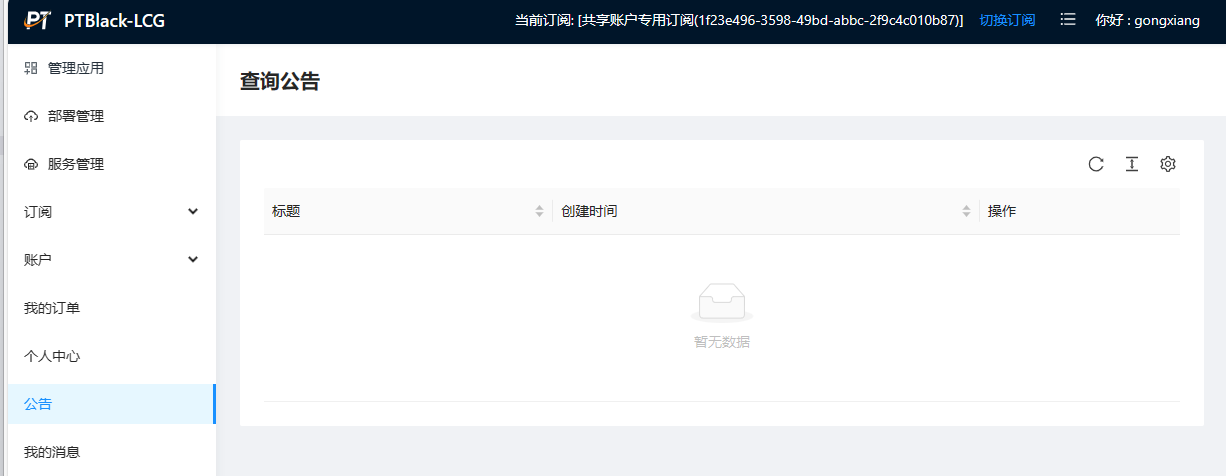 PT PTBlack-LCG 当前订阅: [共享账户专用订阅(1f23e496-3598-49bd-abbc-2f9c4c010b87)] 切换订阅 你好 : gongxiang
管理应用
查询公告
部署管理
服务管理
订阅
标题 创建时间 操作
账户
我的订单
暂无数据
个人中心
公告
我的消息